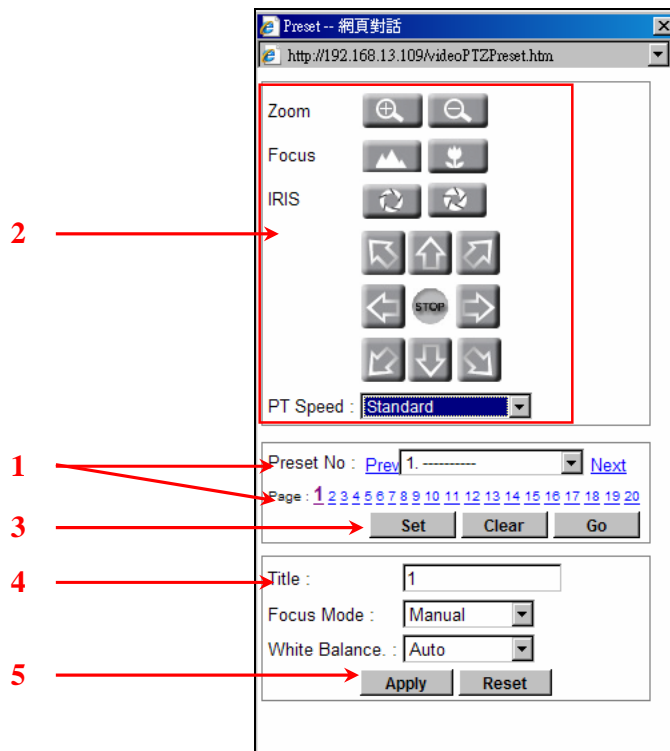 Preset -- 網頁對話
http://192.168.13.109/videoPTZPreset.htm
Zoom
Focus
IRIS
2
STOP
PT Speed : Standard
1
Preset No : Prev 1. ---------- Next
Page : 1 2 3 4 5 6 7 8 9 10 11 12 13 14 15 16 17 18 19 20
3
Set Clear Go
4
Title : 1
Focus Mode : Manual
White Balance. : Auto
5
Apply Reset